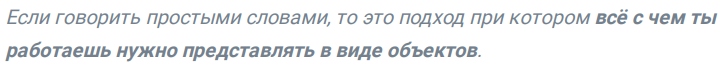 Если говорить простыми словами, то это подход при котором всё с чем ты
работаешь нужно представлять в виде объектов.